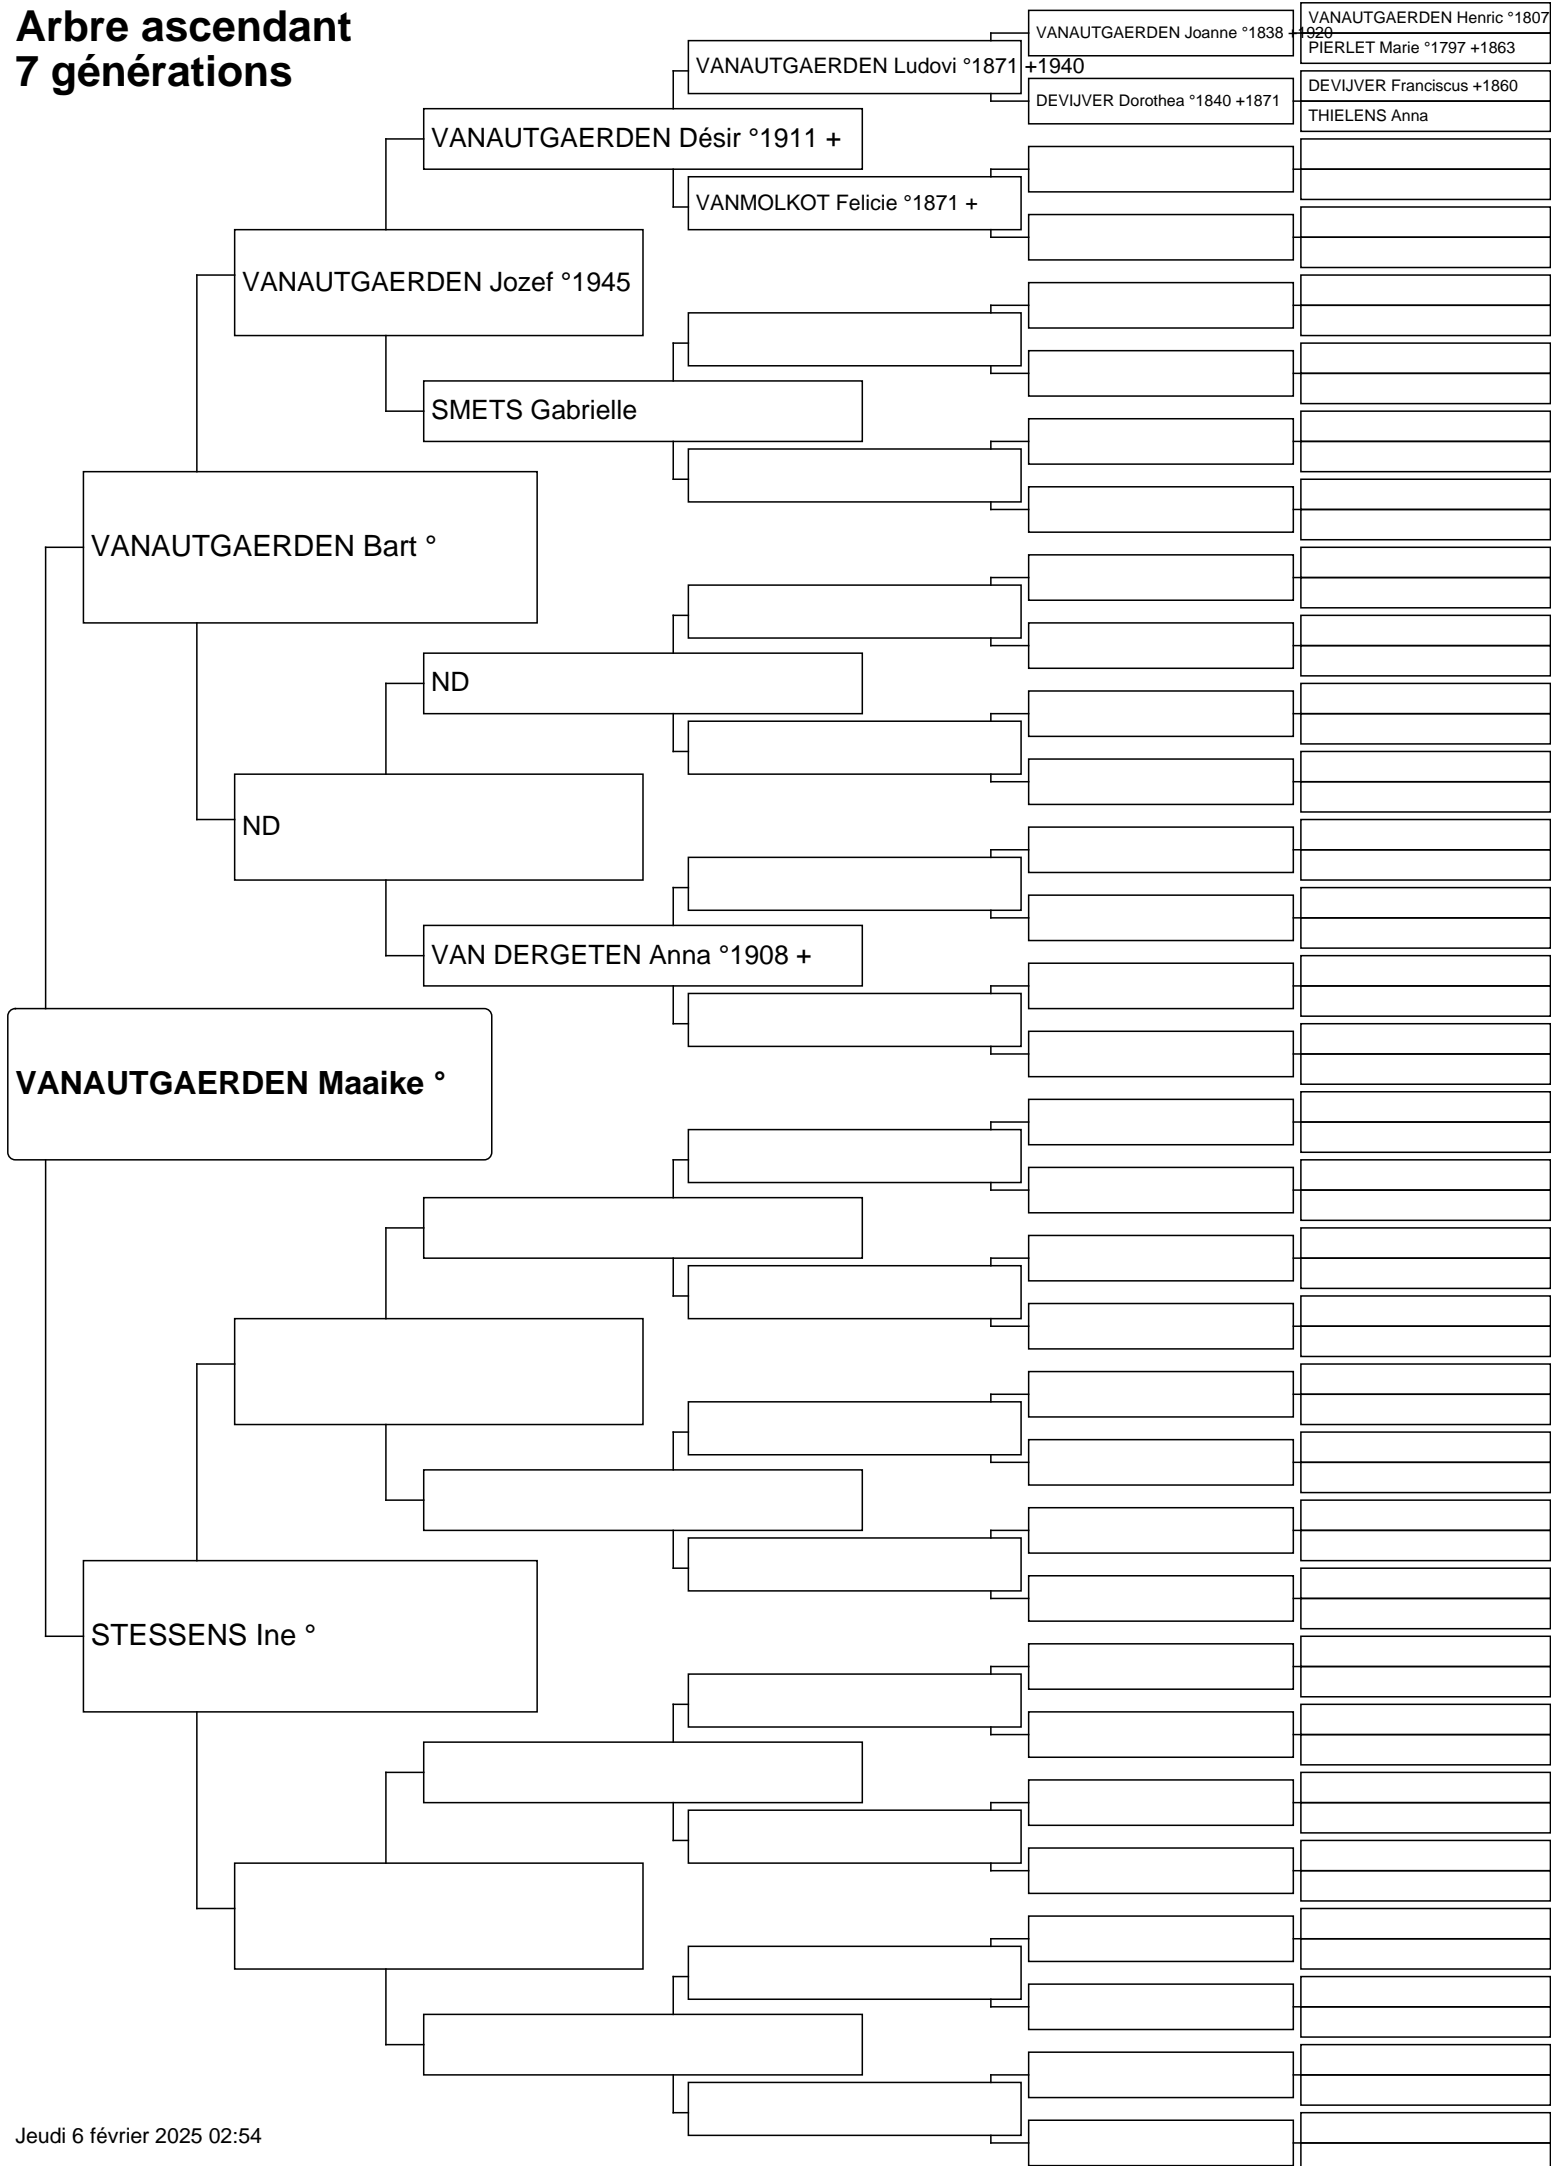 Arbre ascendant
7 générations
VANAUTGAERDEN Joanne °1838 +1920
VANAUTGAERDEN Henric °1807
PIERLET Marie °1797 +1863
VANAUTGAERDEN Ludovi °1871 +1940
DEVIJVER Dorothea °1840 +1871
DEVIJVER Franciscus +1860
THIELENS Anna
VANAUTGAERDEN Désir °1911 +
VANMOLKOT Felicie °1871 +
VANAUTGAERDEN Jozef °1945
SMETS Gabrielle
VANAUTGAERDEN Bart °
ND
ND
VAN DERGETEN Anna °1908 +
VANAUTGAERDEN Maaike °
STESSENS Ine °
Jeudi 6 février 2025 02:54